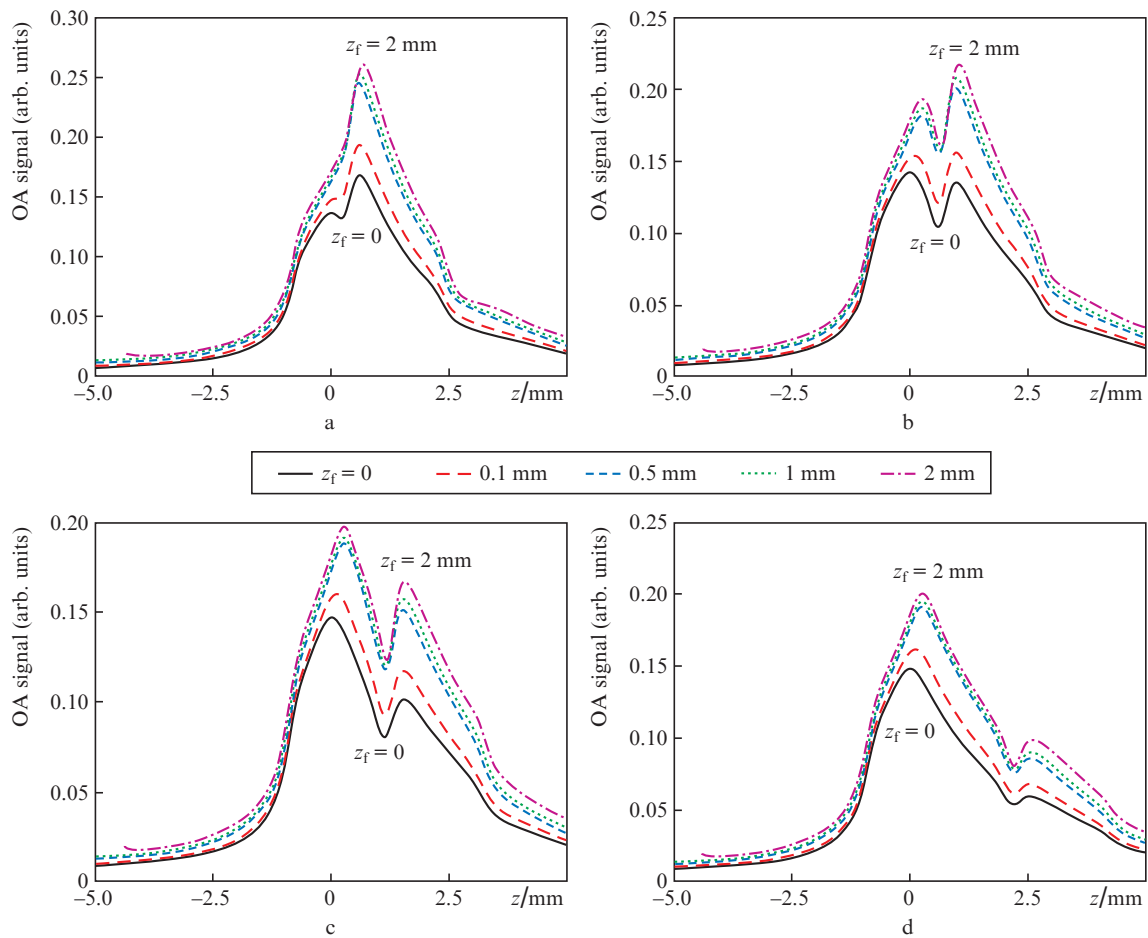 OA signal (arb. units)
0.30
0.25
0.20
0.15
0.10
0.05
0
z_f = 2 mm
z_f = 0
−5.0 −2.5 0 2.5 z/mm
a
OA signal (arb. units)
0.25
0.20
0.15
0.10
0.05
0
z_f = 2 mm
z_f = 0
−5.0 −2.5 0 2.5 z/mm
b
z_f = 0 0.1 mm 0.5 mm 1 mm 2 mm
OA signal (arb. units)
0.20
0.15
0.10
0.05
0
z_f = 2 mm
z_f = 0
−5.0 −2.5 0 2.5 z/mm
c
OA signal (arb. units)
0.25
0.20
0.15
0.10
0.05
0
z_f = 2 mm
z_f = 0
−5.0 −2.5 0 2.5 z/mm
d